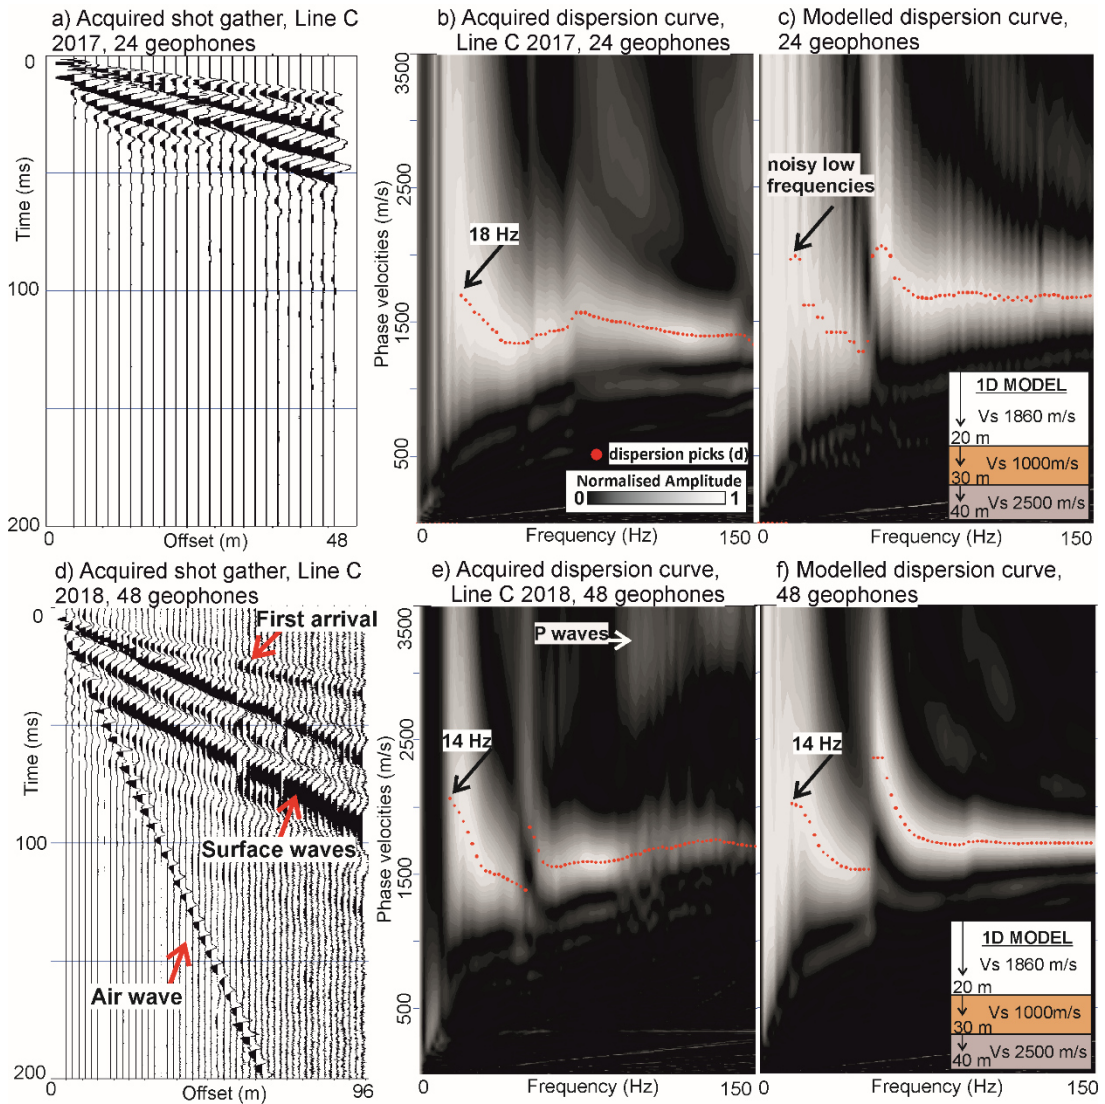 a) Acquired shot gather, Line C
2017, 24 geophones
0
100
200
Time (ms)
0
Offset (m)
48
b) Acquired dispersion curve,
Line C 2017, 24 geophones
3500
2500
1500
500
Phase velocities (m/s)
18 Hz
dispersion picks (d)
Normalised Amplitude
0
1
0
Frequency (Hz)
150
c) Modelled dispersion curve,
24 geophones
noisy low
frequencies
1D MODEL
Vs 1860 m/s
20 m
Vs 1000m/s
30 m
Vs 2500 m/s
40 m
0
Frequency (Hz)
150
d) Acquired shot gather, Line C
2018, 48 geophones
0
100
200
Time (ms)
First arrival
Surface waves
Air wave
0
Offset (m)
96
e) Acquired dispersion curve,
Line C 2018, 48 geophones
3500
2500
1500
500
Phase velocities (m/s)
P waves
14 Hz
0
Frequency (Hz)
150
f) Modelled dispersion curve,
48 geophones
14 Hz
1D MODEL
Vs 1860 m/s
20 m
Vs 1000m/s
30 m
Vs 2500 m/s
40 m
0
Frequency (Hz)
150